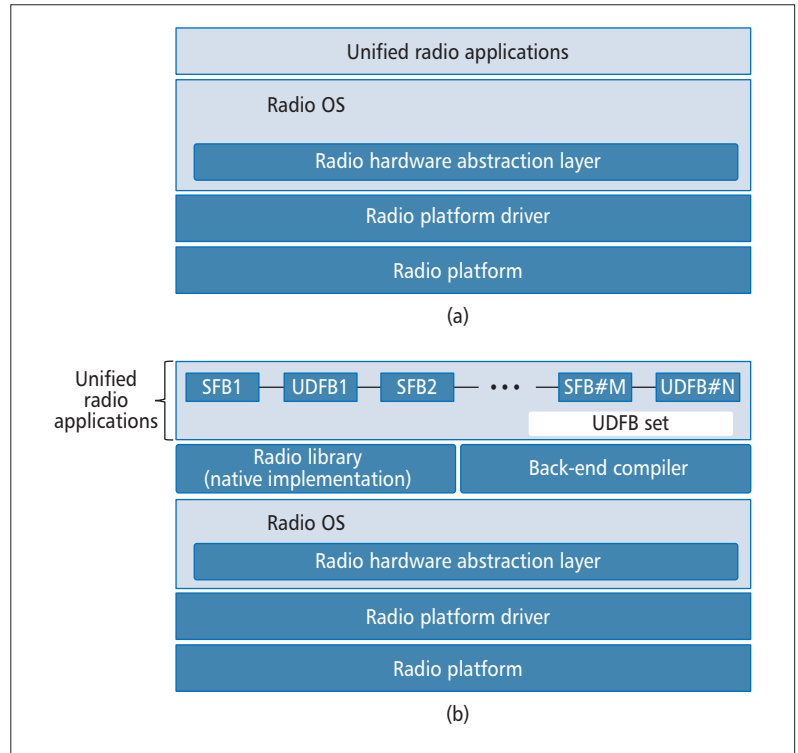 Unified radio applications
Radio OS
Radio hardware abstraction layer
Radio platform driver
Radio platform
(a)
Unified
radio
applications
SFB1
UDFB1
SFB2
• • •
SFB#M
UDFB#N
UDFB set
Radio library
(native implementation)
Back-end compiler
Radio OS
Radio hardware abstraction layer
Radio platform driver
Radio platform
(b)